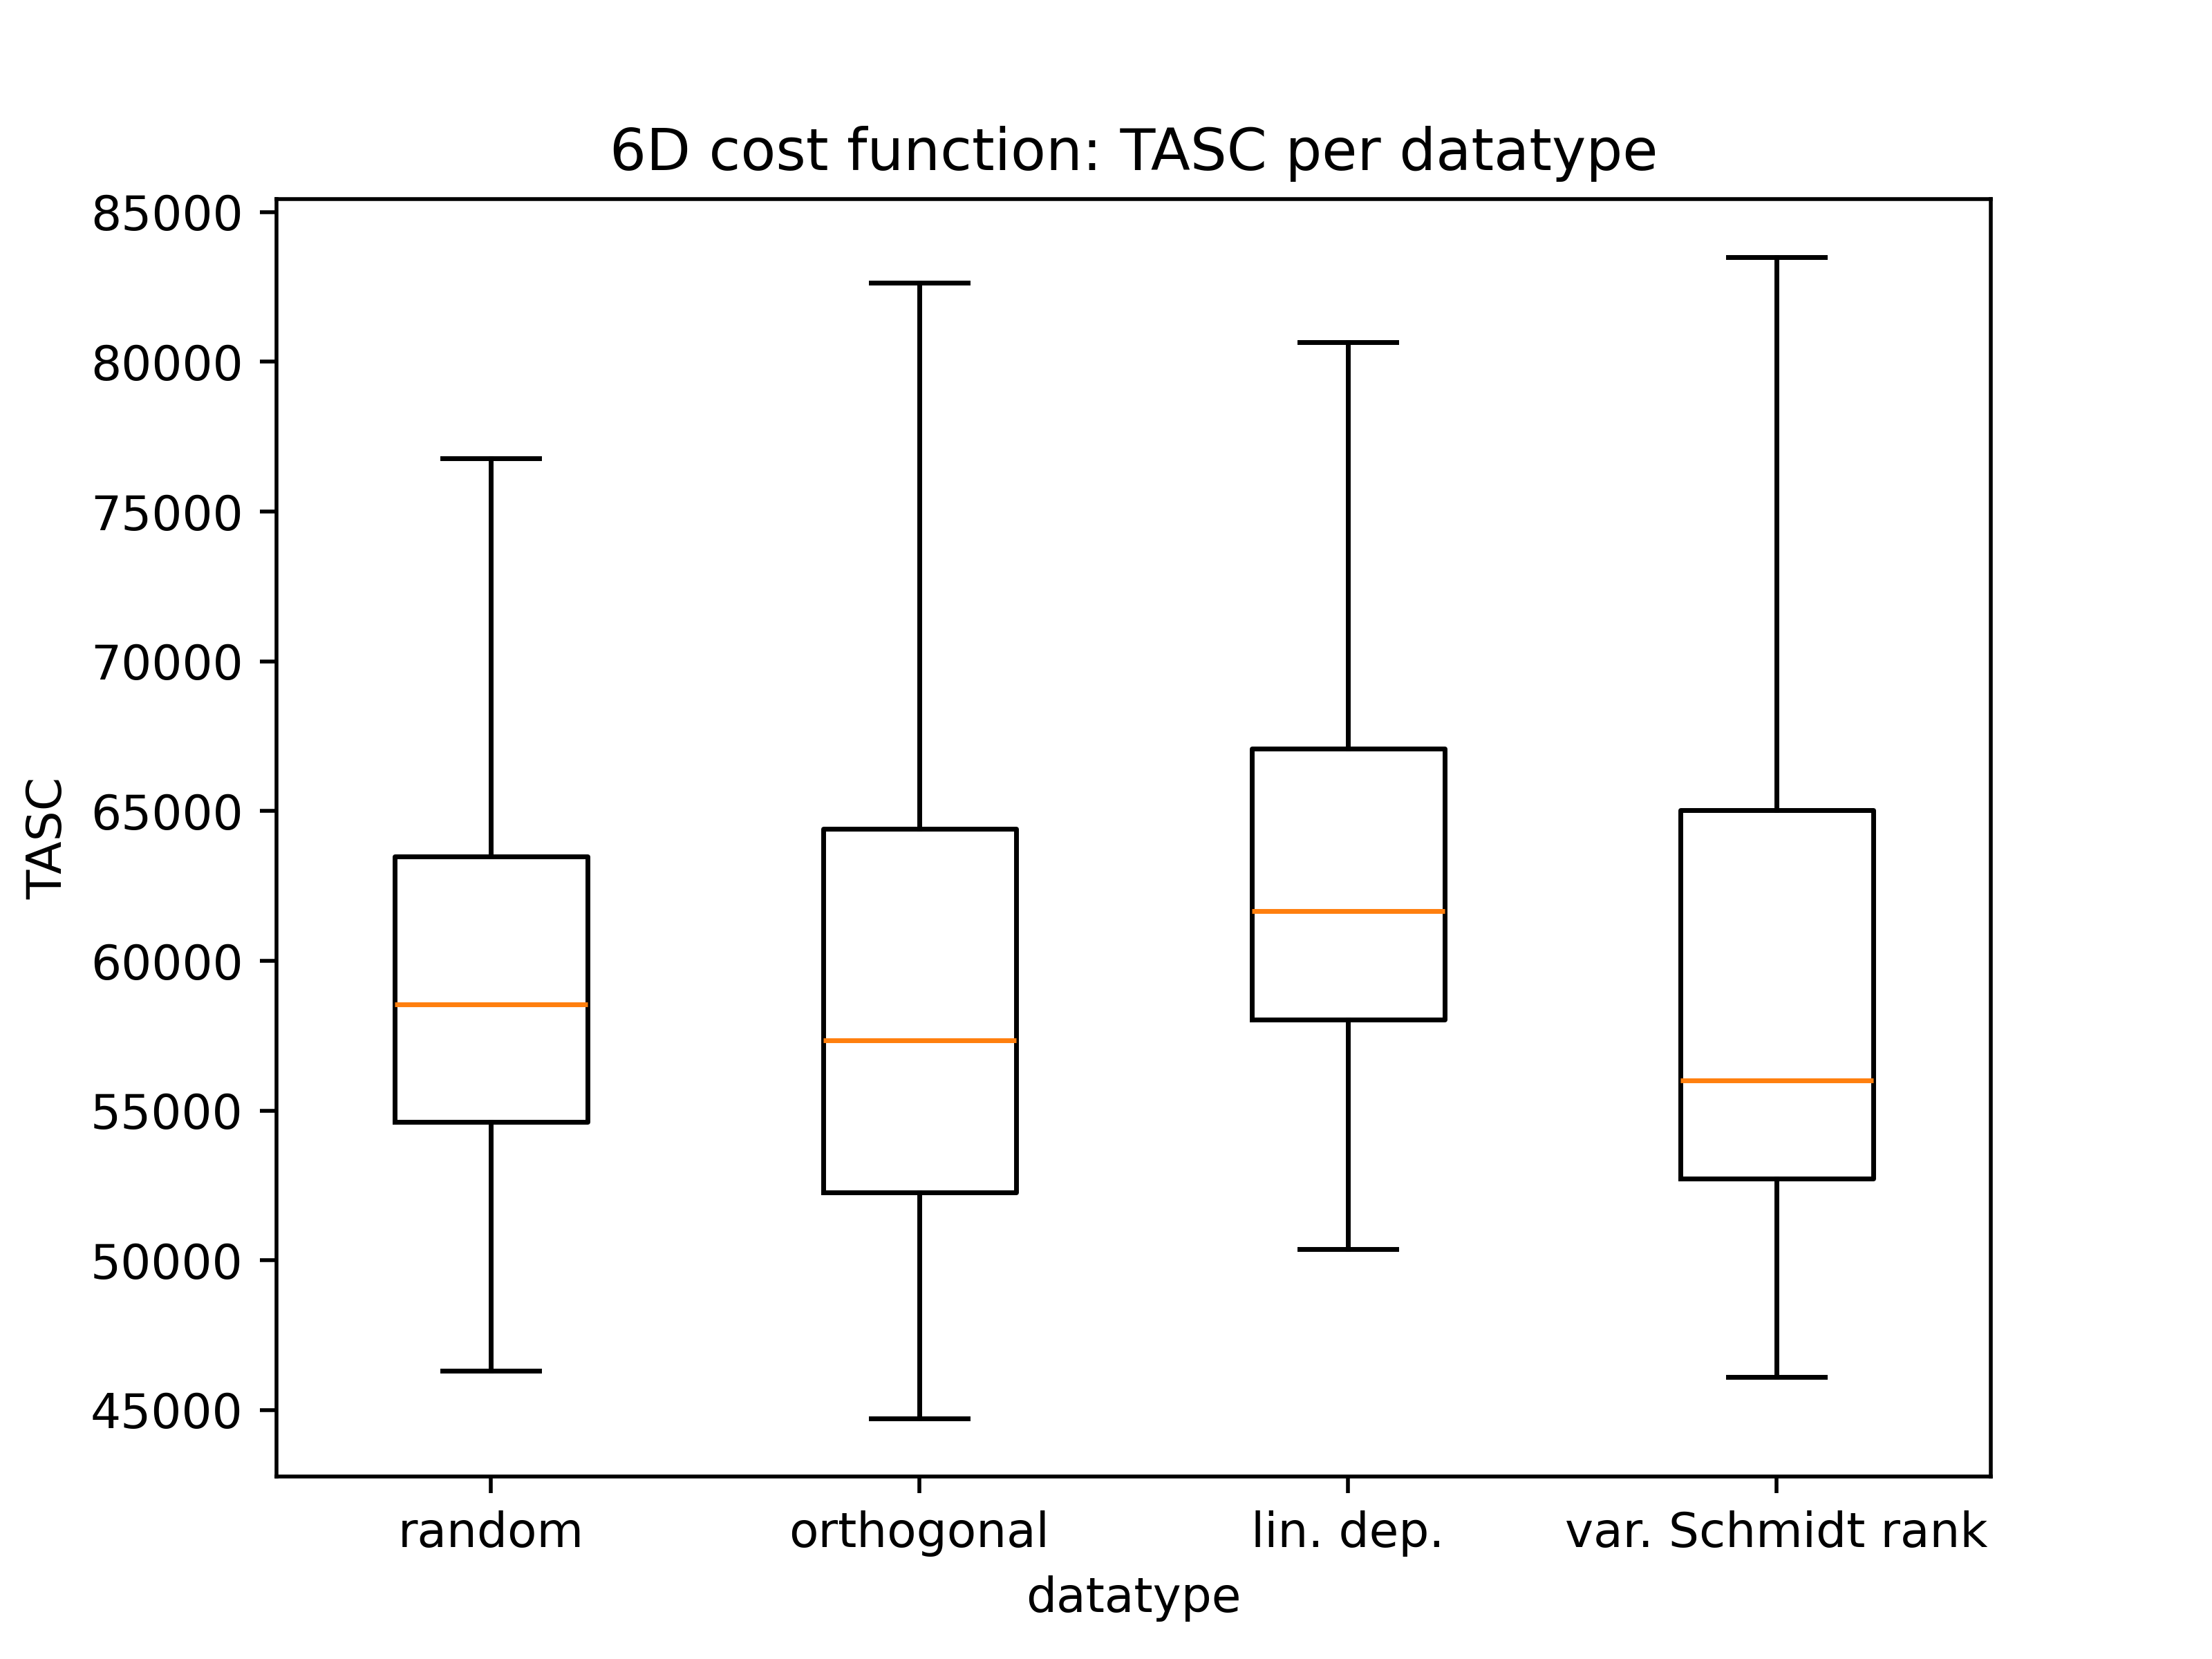 6D cost function: TASC per datatype
85000
80000
75000
70000
65000
60000
55000
50000
45000
TASC
random
orthogonal
lin. dep.
var. Schmidt rank
datatype